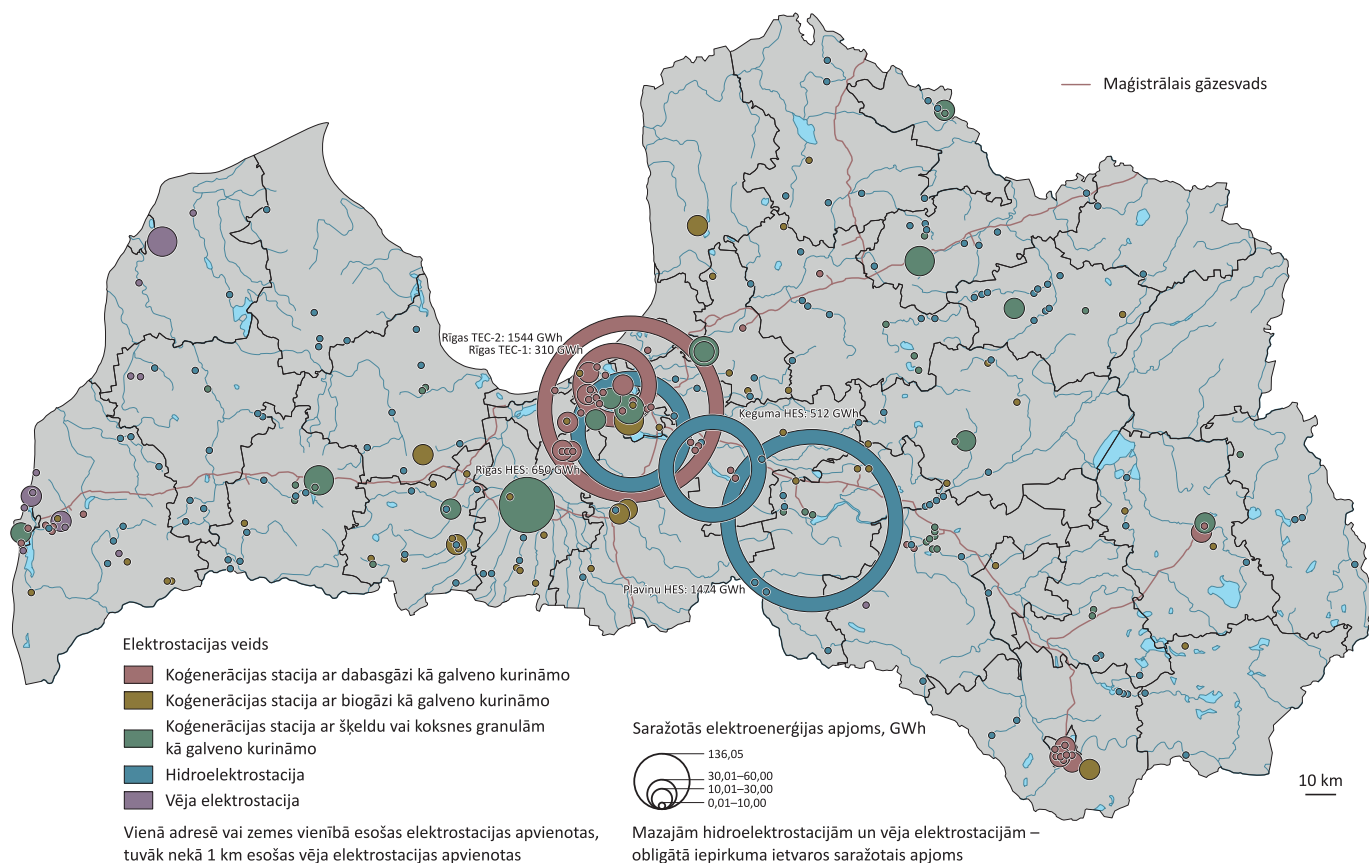 Maģistrālais gāzesvads
Rīgas TEC-2: 1544 GWh
Rīgas TEC-1: 310 GWh
Ķeguma HES: 512 GWh
Rīgas HES: 650 GWh
Pļaviņu HES: 1474 GWh
Elektrostacijas veids
Koģenerācijas stacija ar dabasgāzi kā galveno kurināmo
Koģenerācijas stacija ar biogāzi kā galveno kurināmo
Koģenerācijas stacija ar šķeldu vai koksnes granulām
kā galveno kurināmo
Hidroelektrostacija
Vēja elektrostacija
Vienā adresē vai zemes vienībā esošas elektrostacijas apvienotas,
tuvāk nekā 1 km esošas vēja elektrostacijas apvienotas
Saražotās elektroenerģijas apjoms, GWh
136,05
30,01–60,00
10,01–30,00
0,01–10,00
Mazajām hidroelektrostacijām un vēja elektrostacijām –
obligātā iepirkuma ietvaros saražotais apjoms
10 km